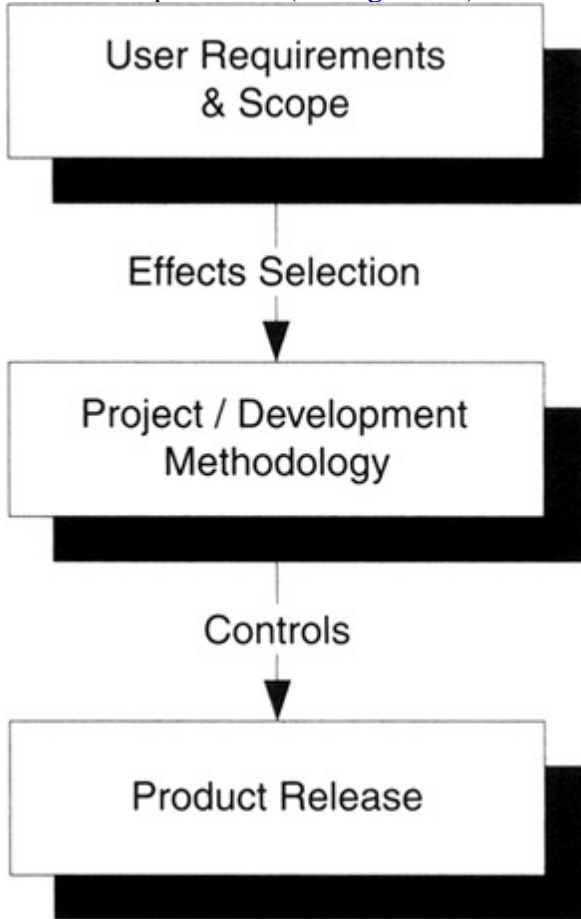 User Requirements
& Scope
Effects Selection
Project / Development
Methodology
Controls
Product Release